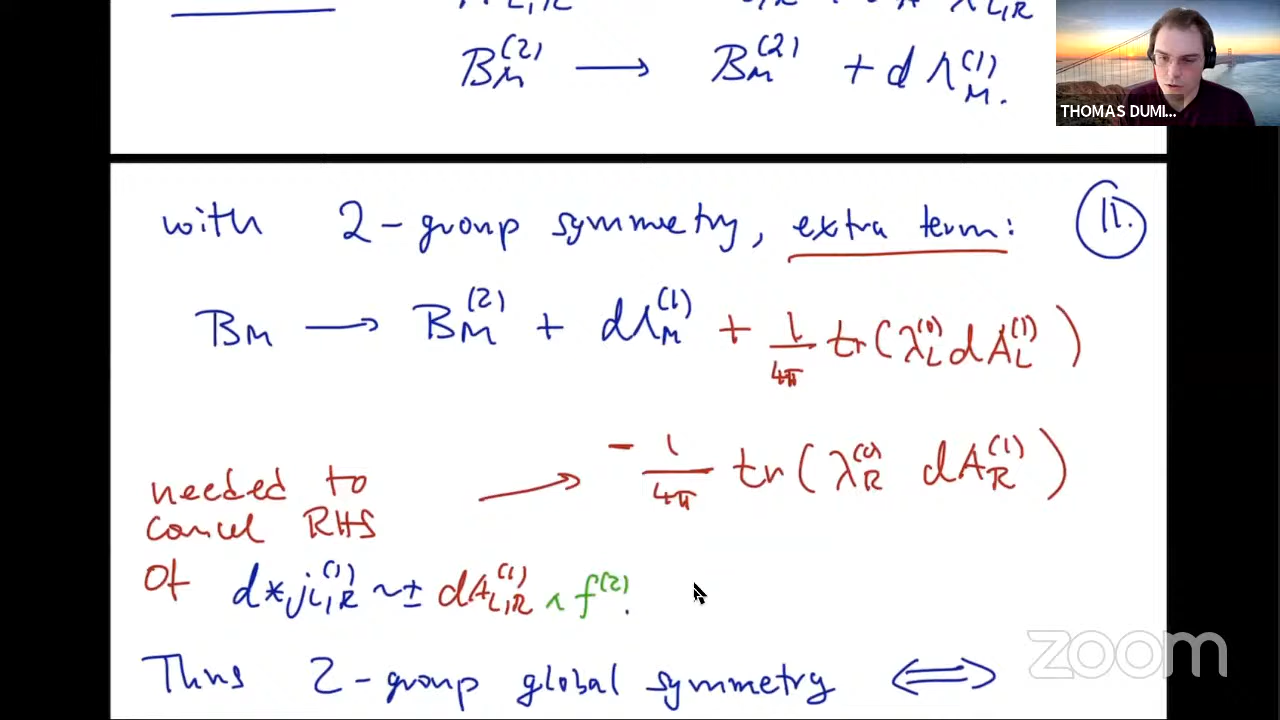 B_M^(2) ⟶ B_M^(2) + dΛ_M^(1).
THOMAS DUMI...
with 2-group symmetry, extra term: 11.
B_M ⟶ B_M^(2) + dΛ_M^(1) + 1/4π tr(λ_L^(0) dA_L^(1))
- 1/4π tr(λ_R^(0) dA_R^(1))
needed to ⟶
cancel RHS
of d*j_L,R^(1) ~± dA_L,R^(1) ∧ f^(2).
zoom
Thus 2-group global symmetry ⟺